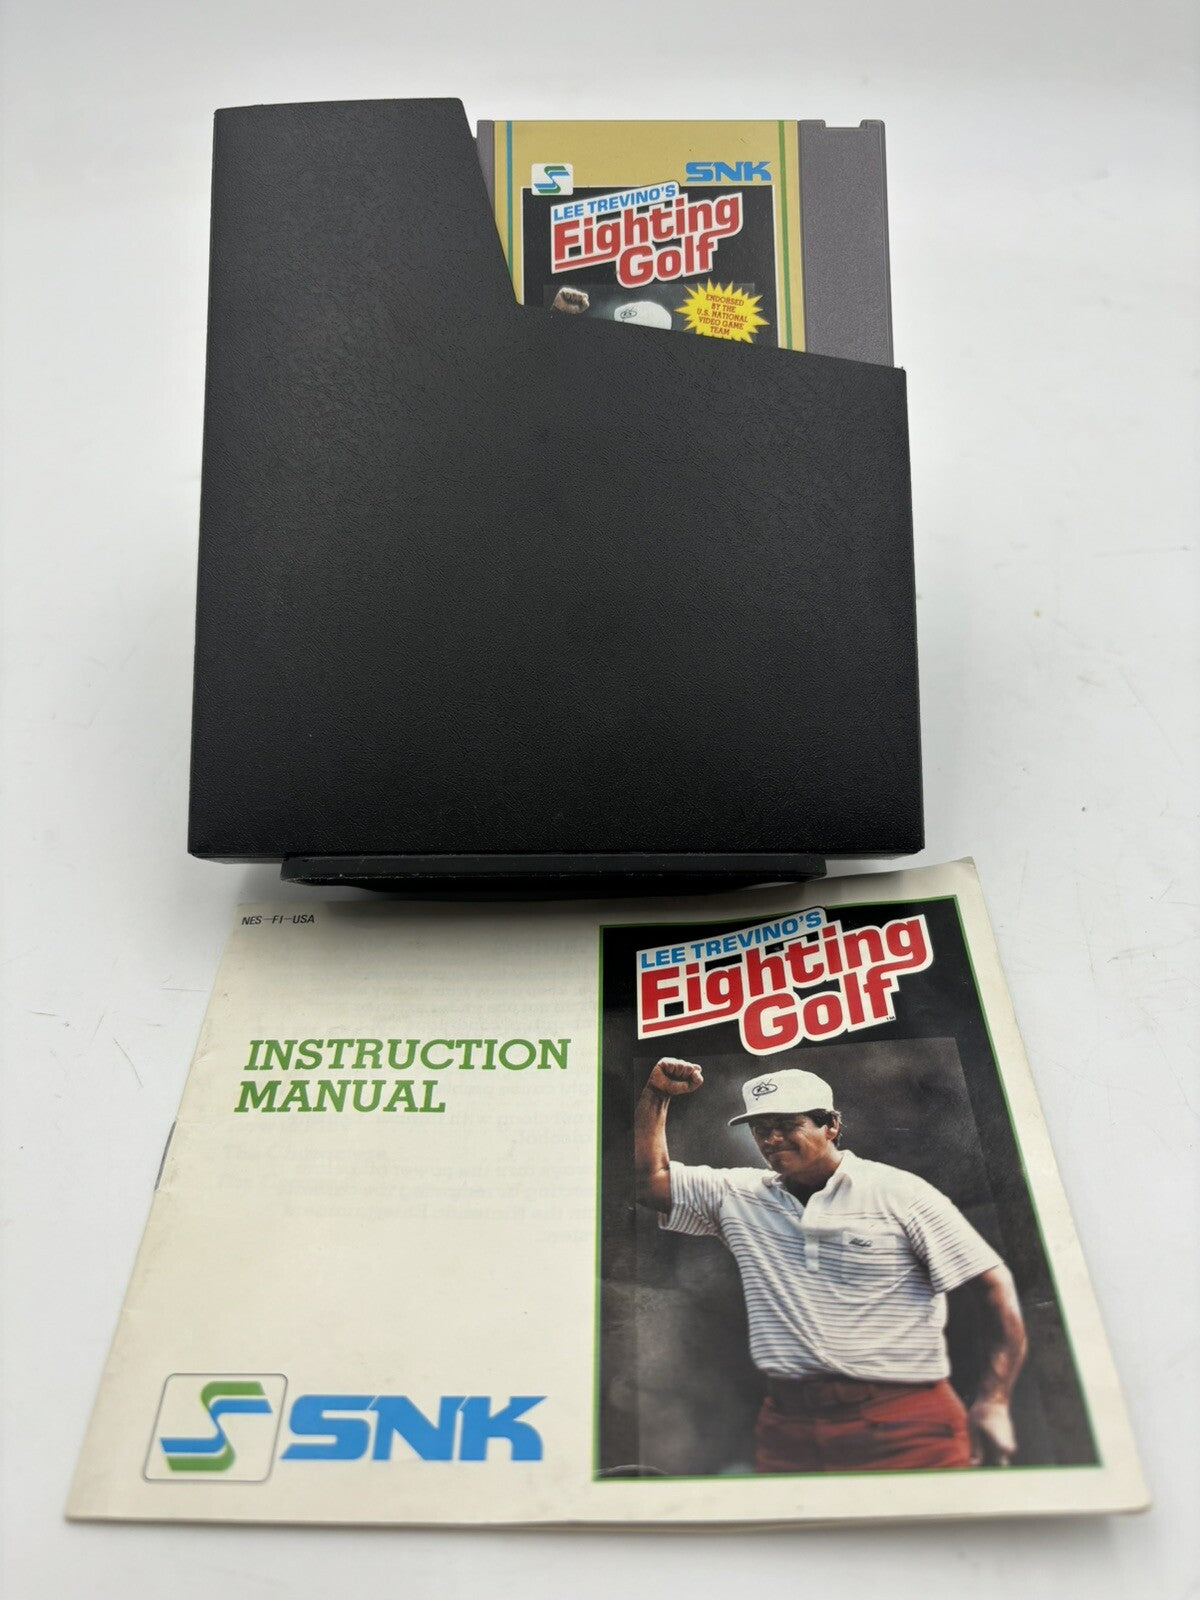 SNK
LEE TREVINO'S
Fighting
Golf
ENDORSED
BY THE
U.S. NATIONAL
VIDEO GAME
TEAM
NES-FI-USA
INSTRUCTION
MANUAL
LEE TREVINO'S
Fighting
Golf™
SNK